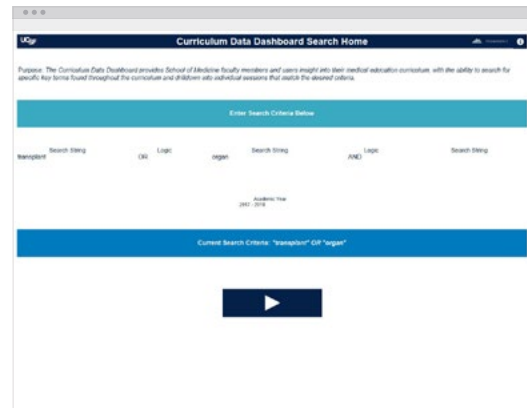 UCSF
Curriculum Data Dashboard Search Home
Purpose: The Curriculum Data Dashboard provides School of Medicine faculty members and users insight into their medical education curriculum, with the ability to search for
specific key terms found throughout the curriculum and drilldown into individual sessions that match the desired criteria.
Enter Search Criteria Below
Search String Logic Search String Logic Search String
transplant OR organ AND
Academic Year
Current Search Criteria: "transplant" OR "organ"